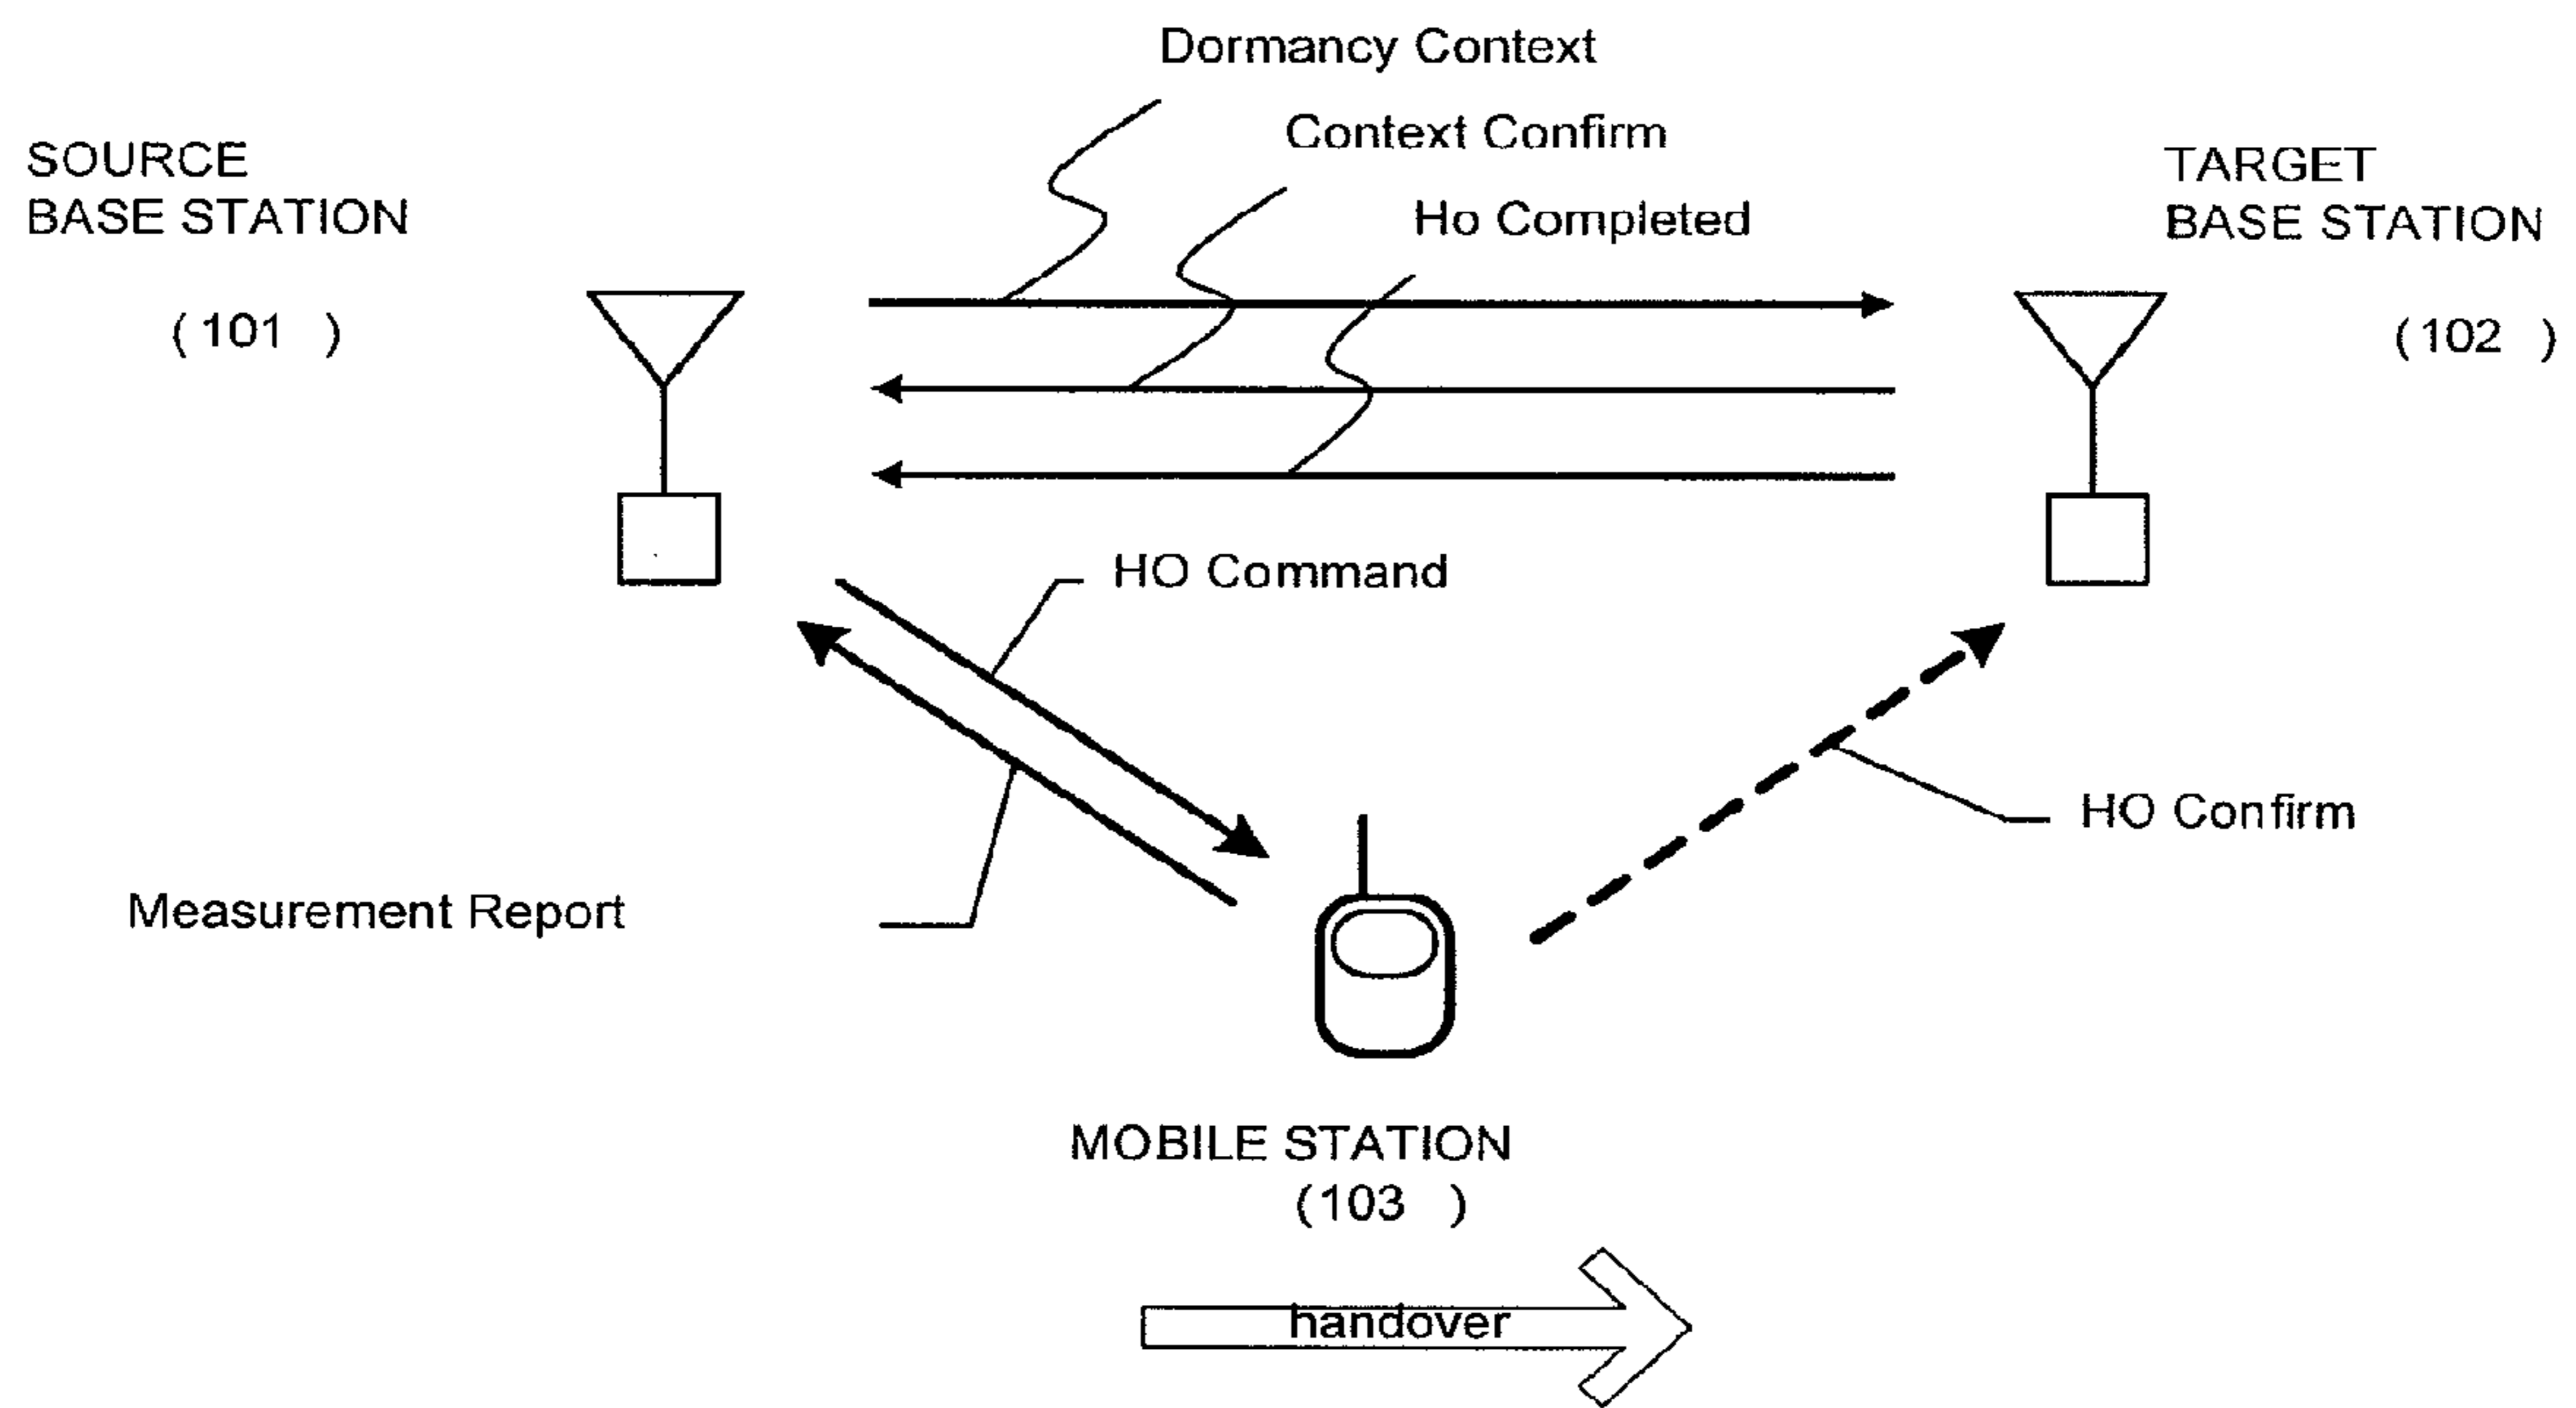 Dormancy Context
Context Confirm
Ho Completed
SOURCE
BASE STATION
(101 )
TARGET
BASE STATION
(102 )
HO Command
HO Confirm
Measurement Report
MOBILE STATION
(103 )
handover